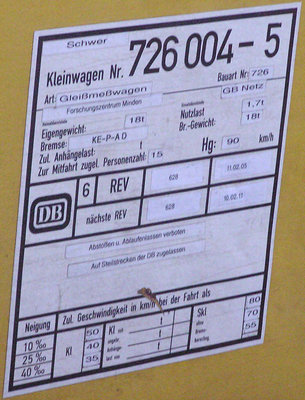 Schwer
Kleinwagen Nr. 726 004 - 5
Bauart Nr. 726
Art: Gleißmeßwagen
GB Netz
Forschungszentrum Minden
Eigengewicht: 18t
Nutzlast 1,7t
Bremse: KE-P-A D
Br.-Gewicht: 18t
Zul. Anhängelast: t
Hg: 90 km/h
Zur Mitfahrt zugel. Personenzahl: 15
DB
6 REV 628 11.02.05
nächste REV 628 10.02.11
Abstoßen u. Ablaufenlassen verboten
Auf Steilstrecken der DB zugelassen
Zul. Geschwindigkeit in km/h bei der Fahrt als
Neigung
10 ‰
25 ‰
40 ‰
Kl
50
40
35
Kl mit
t
t
t
Skl
80
70
55